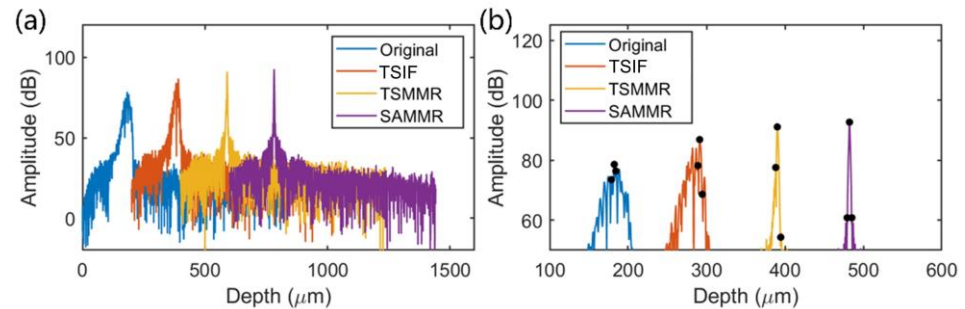 (a)
Amplitude (dB)
100
50
0
Original
TSIF
TSMMR
SAMMR
0 500 1000 1500
Depth (μm)
(b)
Amplitude (dB)
120
100
80
60
Original
TSIF
TSMMR
SAMMR
100 200 300 400 500 600
Depth (μm)